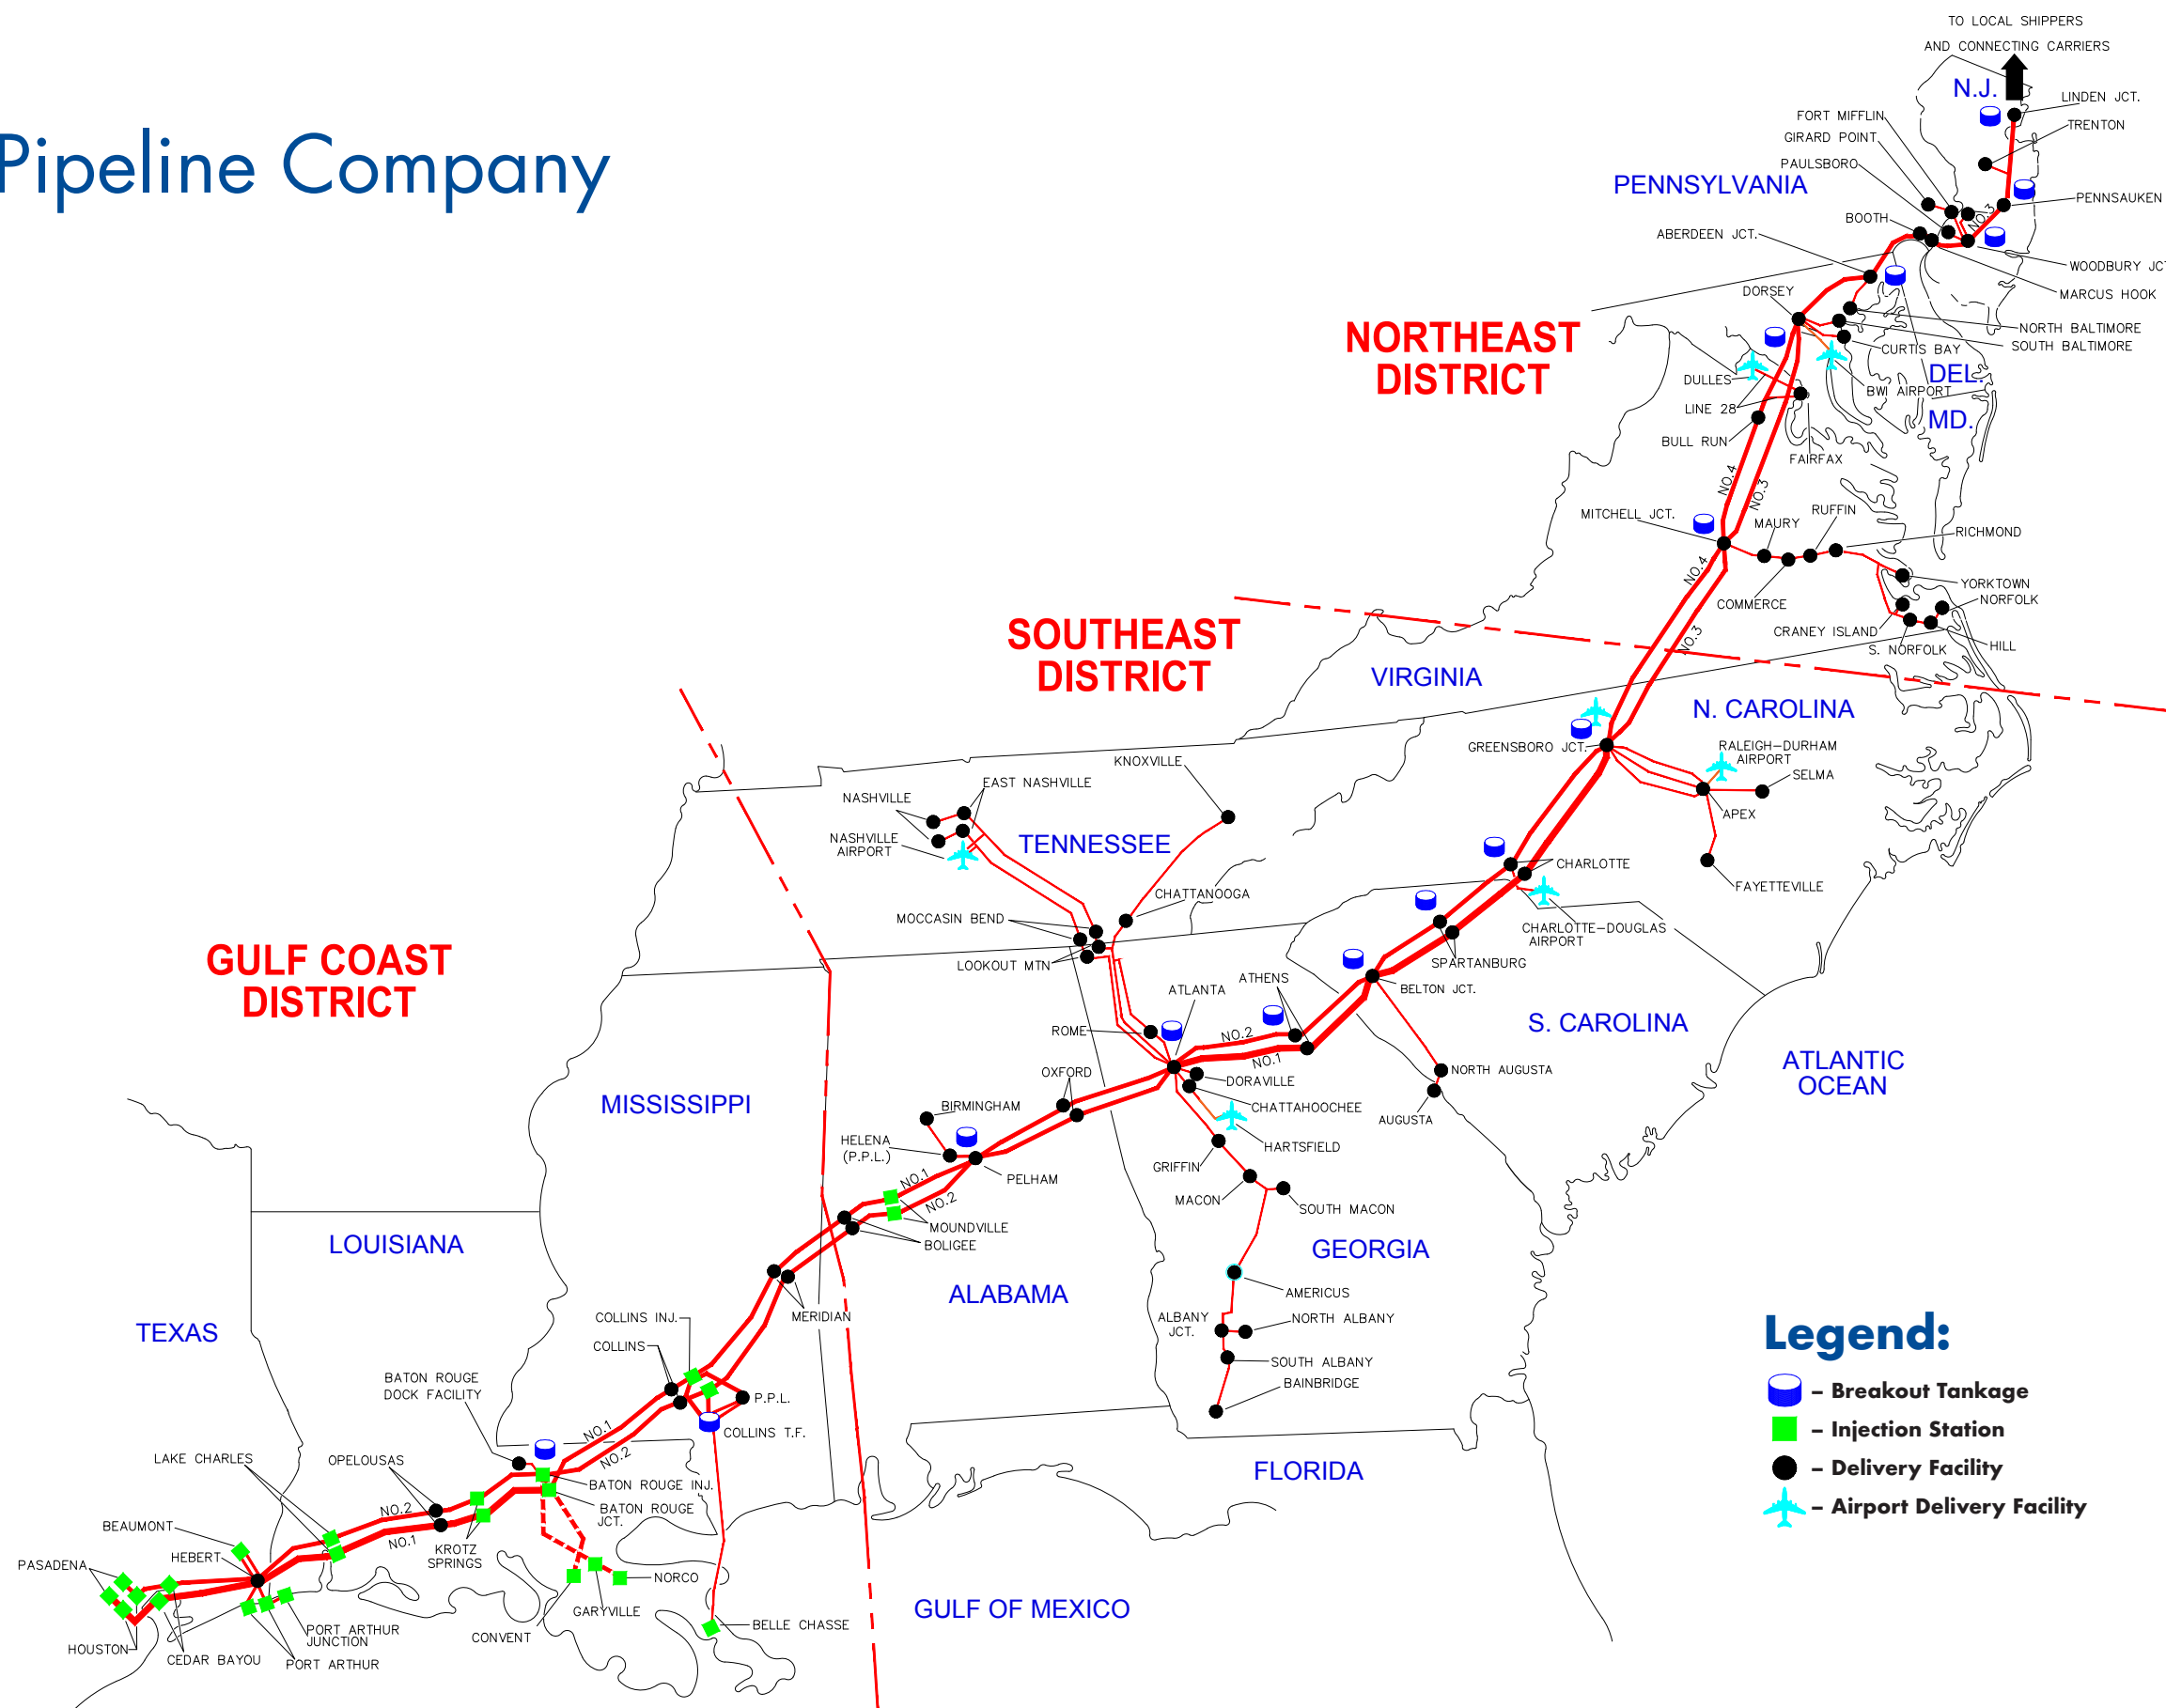 Pipeline Company
TO LOCAL SHIPPERS
AND CONNECTING CARRIERS
N.J.
LINDEN JCT.
TRENTON
FORT MIFFLIN
GIRARD POINT
PAULSBORO
PENNSYLVANIA
PENNSAUKEN
NO.3
BOOTH
ABERDEEN JCT.
WOODBURY JCT
MARCUS HOOK
DORSEY
NORTH BALTIMORE
SOUTH BALTIMORE
CURTIS BAY
NORTHEAST
DISTRICT
DEL.
DULLES
BWI AIRPORT
LINE 28
MD.
BULL RUN
FAIRFAX
NO.4
NO.3
MITCHELL JCT.
MAURY
RUFFIN
RICHMOND
NO.4
COMMERCE
YORKTOWN
NORFOLK
CRANEY ISLAND
S. NORFOLK
HILL
NO.3
SOUTHEAST
DISTRICT
VIRGINIA
N. CAROLINA
GREENSBORO JCT.
RALEIGH-DURHAM
AIRPORT
SELMA
APEX
FAYETTEVILLE
KNOXVILLE
EAST NASHVILLE
NASHVILLE
NASHVILLE
AIRPORT
TENNESSEE
CHARLOTTE
CHATTANOOGA
MOCCASIN BEND
CHARLOTTE-DOUGLAS
AIRPORT
LOOKOUT MTN
SPARTANBURG
BELTON JCT.
GULF COAST
DISTRICT
ATLANTA
ATHENS
S. CAROLINA
ROME
NO.2
NO.1
ATLANTIC
OCEAN
OXFORD
DORAVILLE
NORTH AUGUSTA
MISSISSIPPI
BIRMINGHAM
CHATTAHOOCHEE
AUGUSTA
HELENA
(P.P.L.)
HARTSFIELD
GRIFFIN
PELHAM
NO.1
NO.2
MACON
SOUTH MACON
MOUNDVILLE
BOLIGEE
LOUISIANA
GEORGIA
ALABAMA
AMERICUS
COLLINS INJ.
MERIDIAN
ALBANY
JCT.
NORTH ALBANY
TEXAS
COLLINS
SOUTH ALBANY
BAINBRIDGE
BATON ROUGE
DOCK FACILITY
P.P.L.
COLLINS T.F.
NO.1
NO.2
LAKE CHARLES
OPELOUSAS
BATON ROUGE INJ.
BATON ROUGE
JCT.
FLORIDA
NO.2
NO.1
BEAUMONT
HEBERT
KROTZ
SPRINGS
PASADENA
NORCO
GARYVILLE
CONVENT
BELLE CHASSE
GULF OF MEXICO
PORT ARTHUR
JUNCTION
HOUSTON
CEDAR BAYOU
PORT ARTHUR
Legend:
– Breakout Tankage
– Injection Station
– Delivery Facility
– Airport Delivery Facility